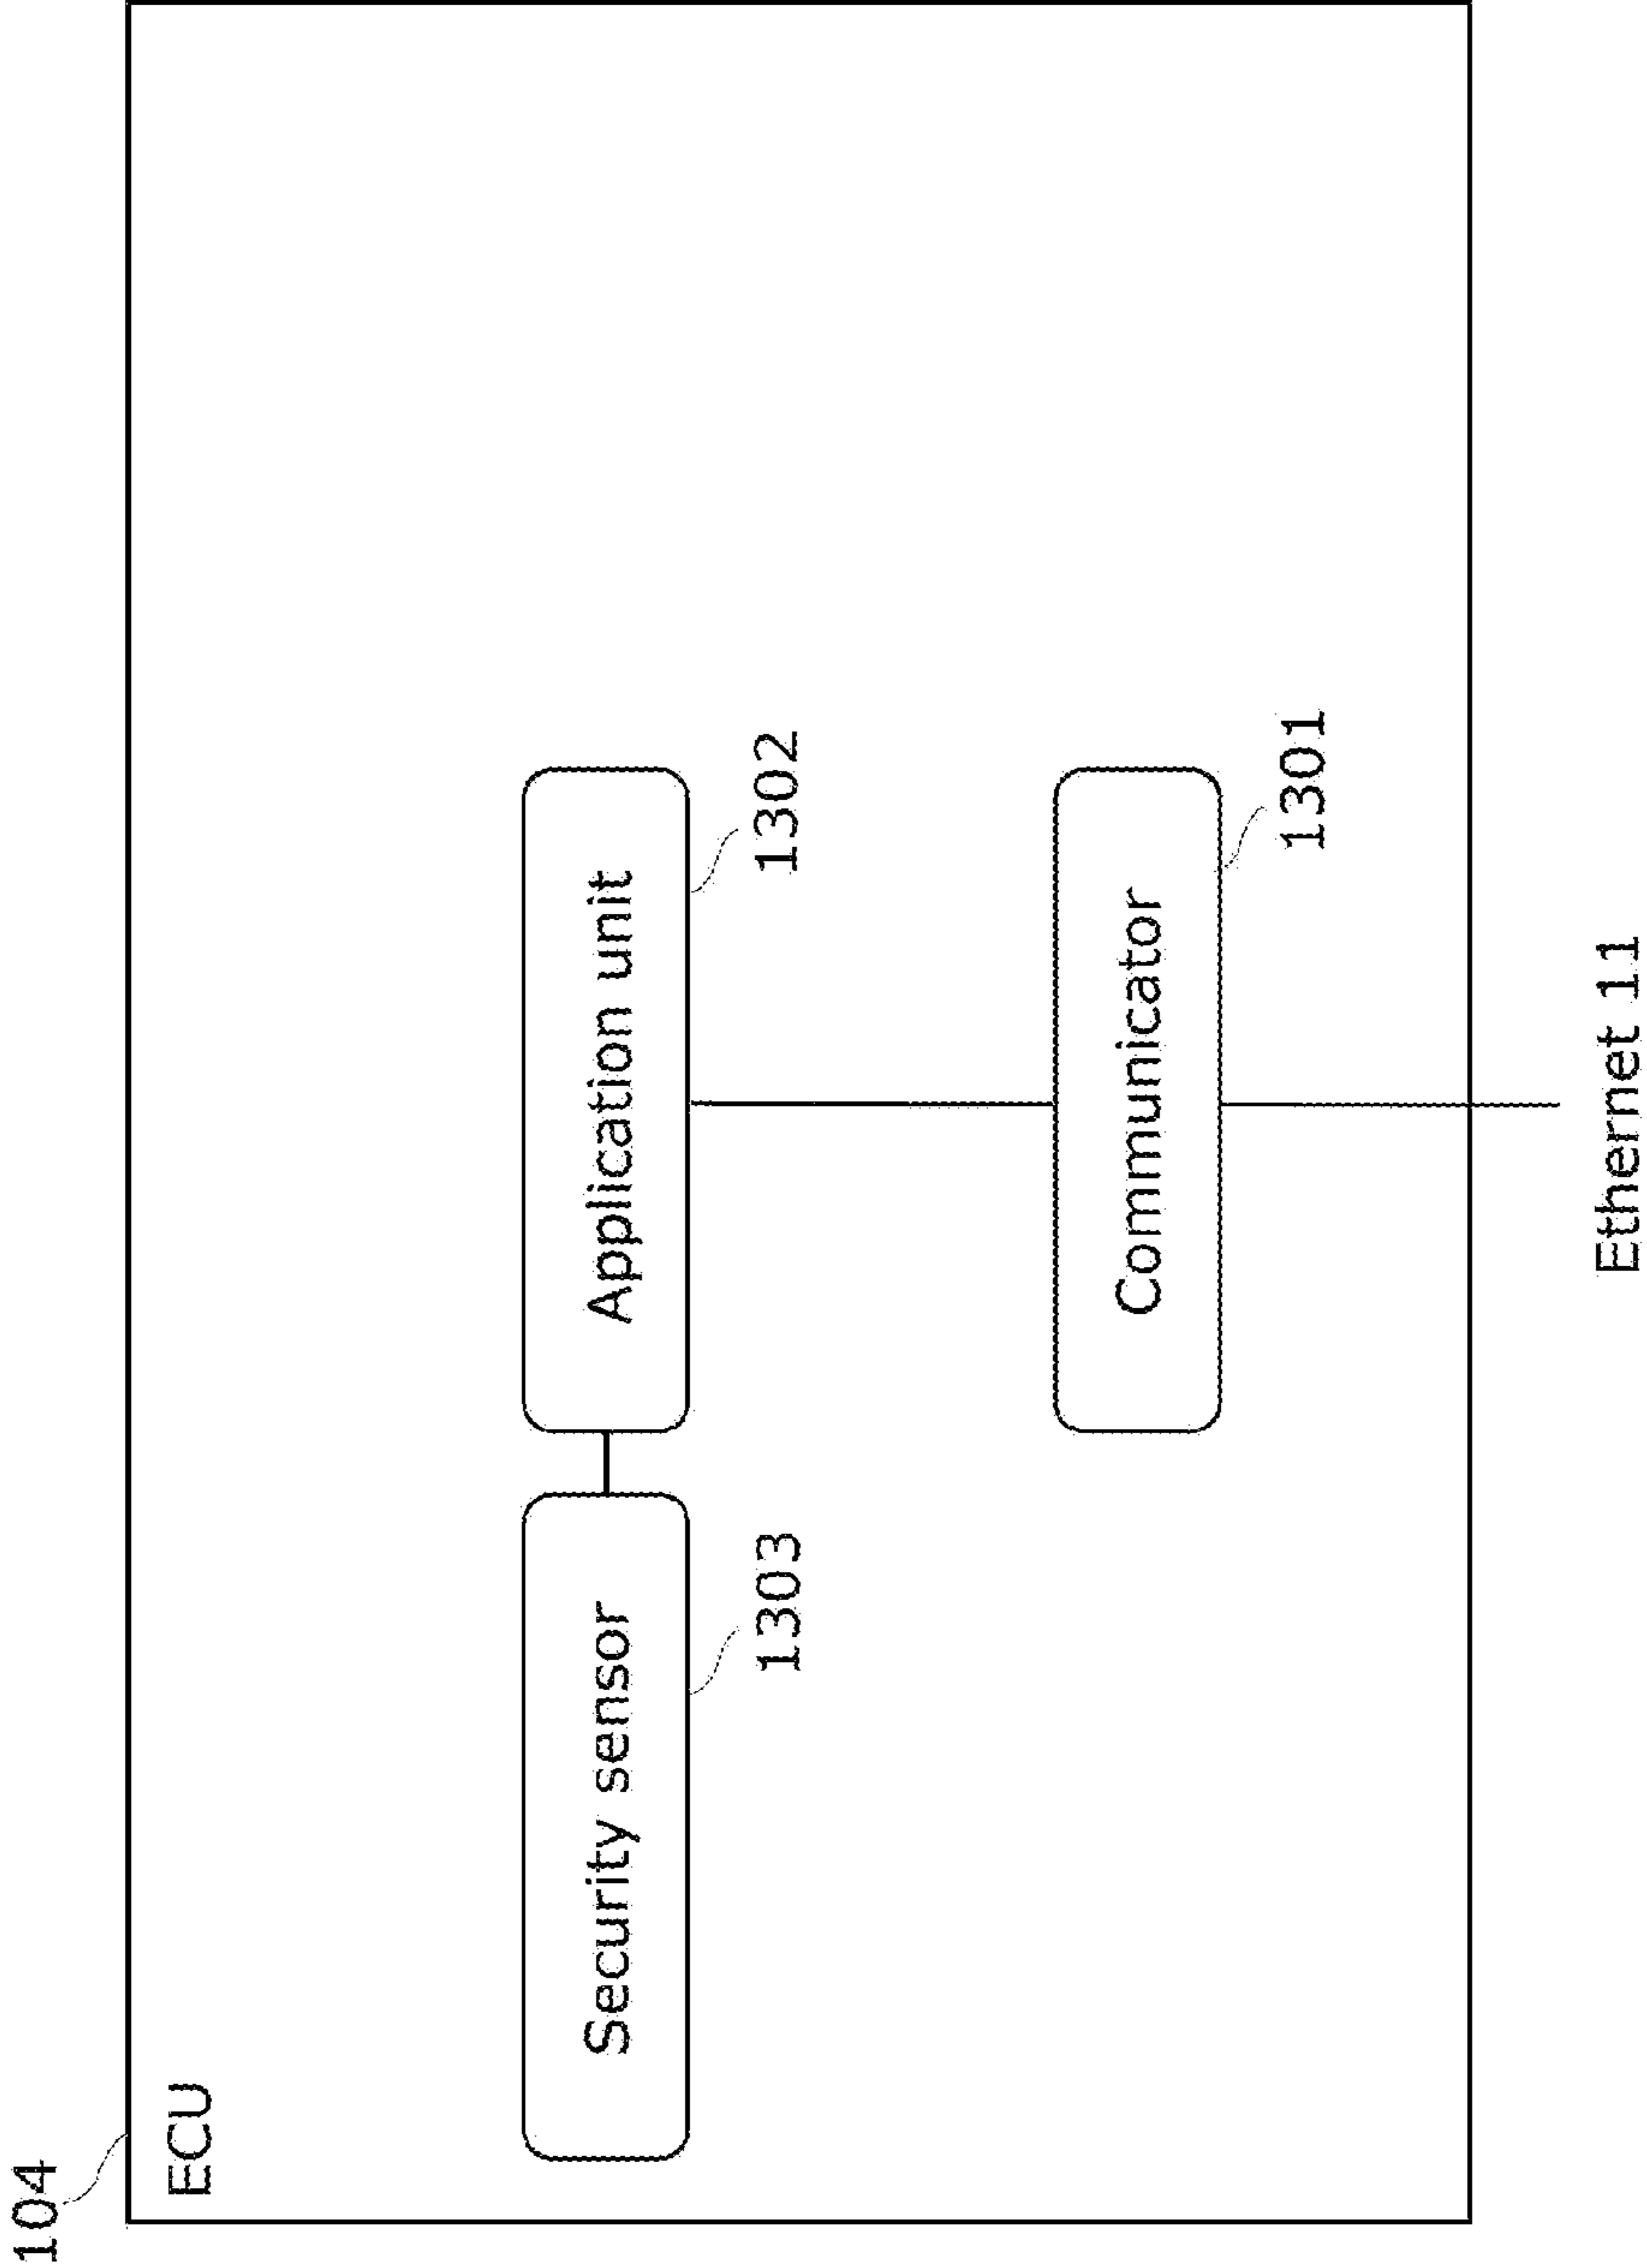 104
ECU
Security sensor
Application unit
1303
1302
Communicator
1301
Ethernet 11